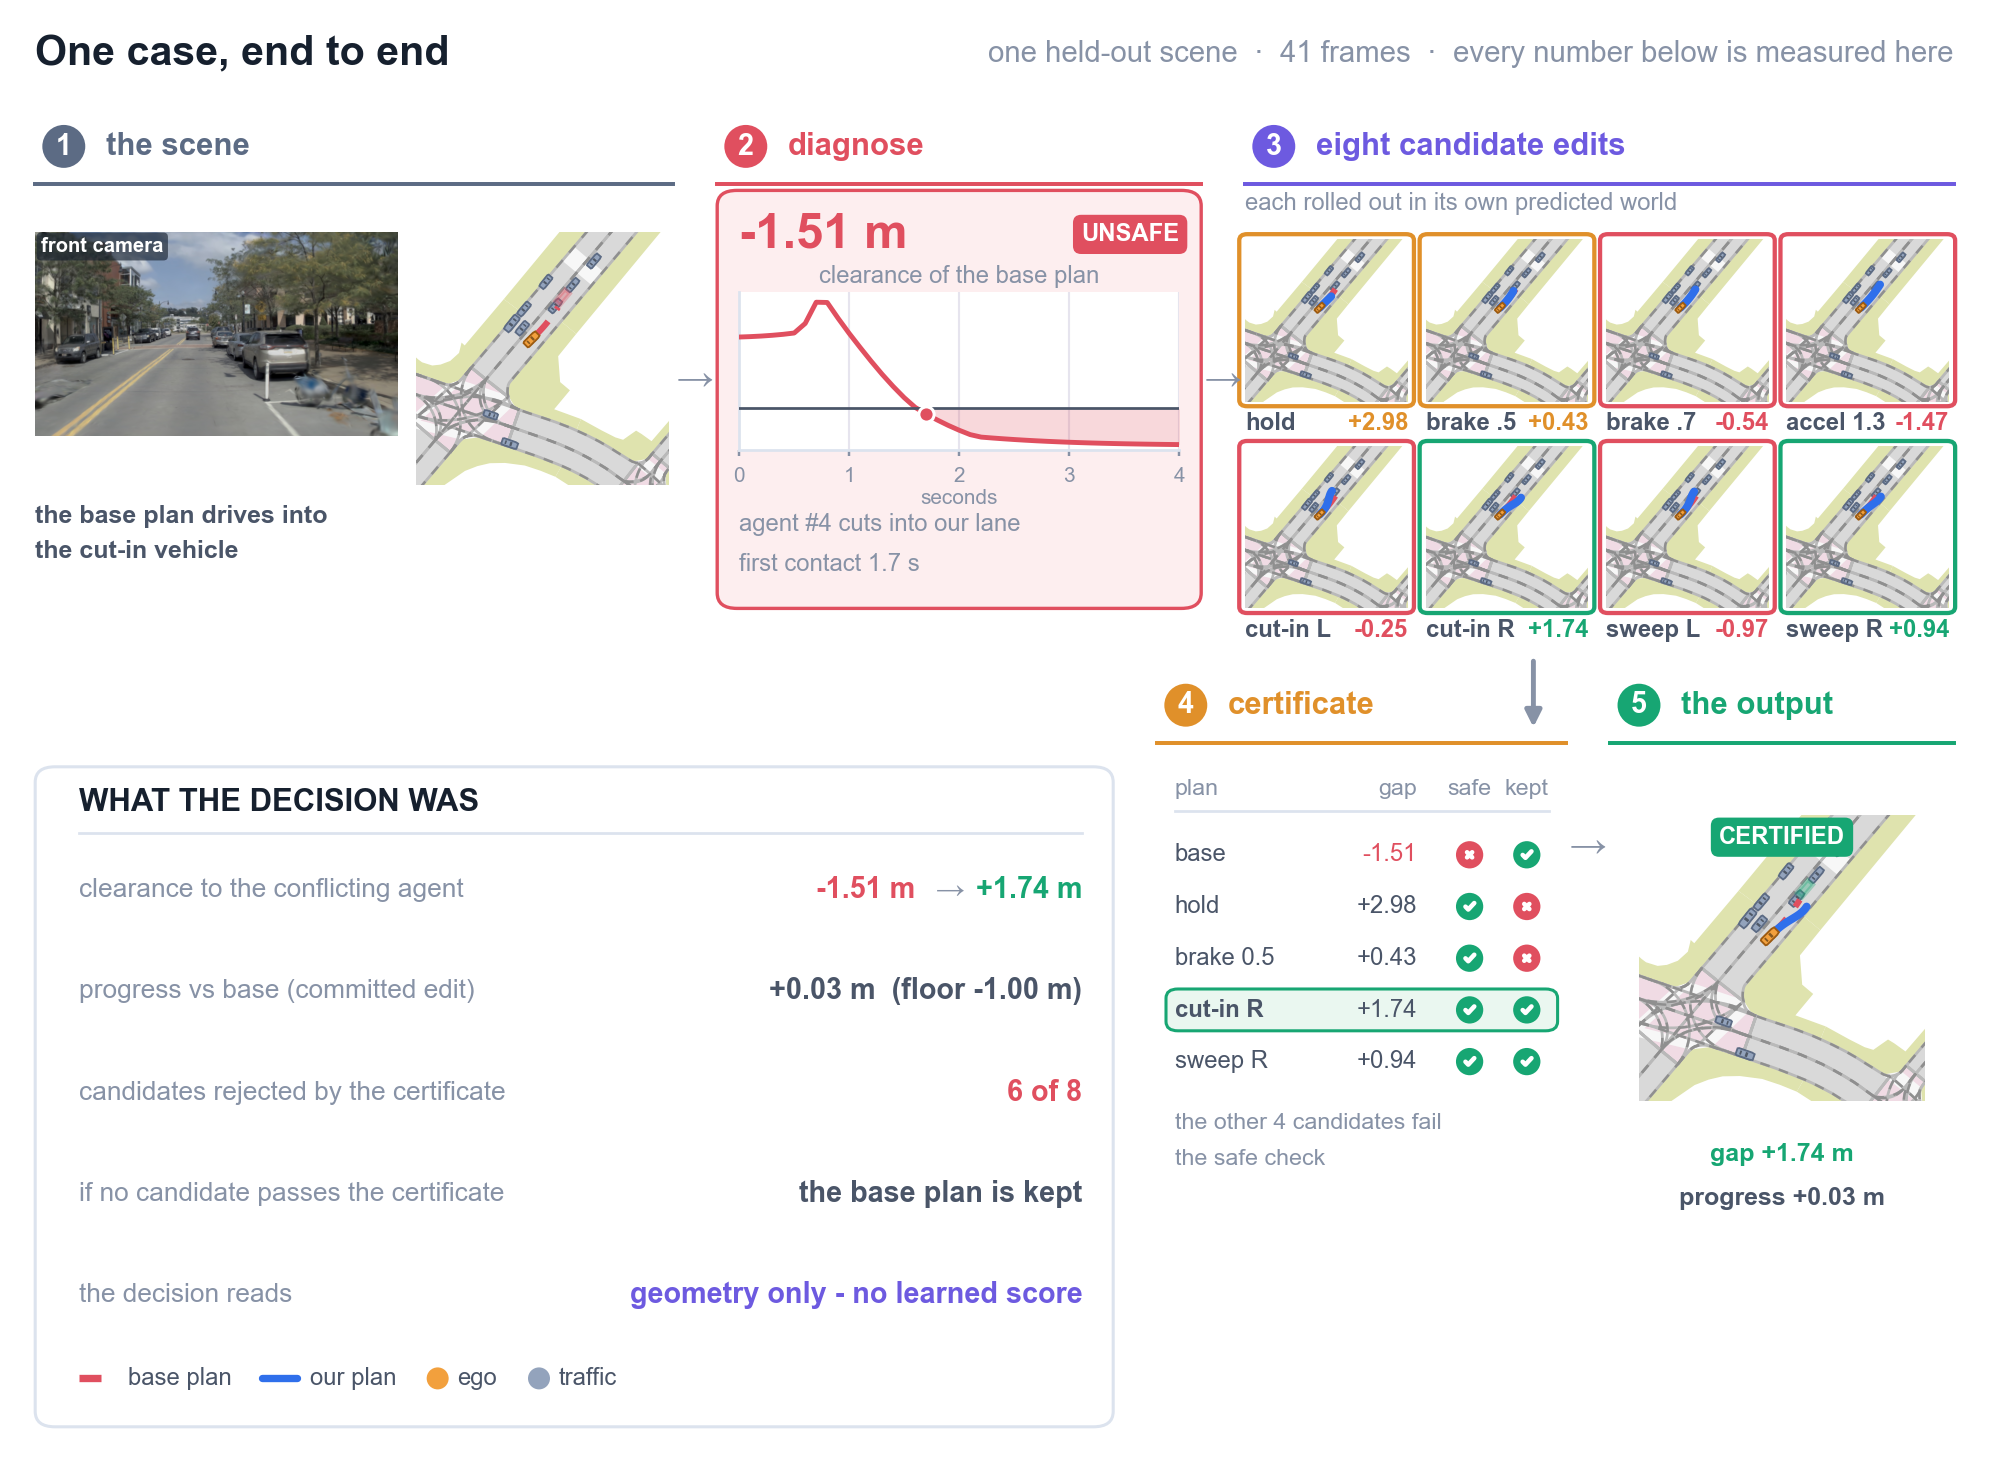 One case, end to end
one held-out scene · 41 frames · every number below is measured here
1 the scene
front camera
the base plan drives into
the cut-in vehicle
→
2 diagnose
-1.51 m
UNSAFE
clearance of the base plan
0 1 2 3 4
seconds
agent #4 cuts into our lane
first contact 1.7 s
→
3 eight candidate edits
each rolled out in its own predicted world
hold +2.98 brake .5 +0.43 brake .7 -0.54 accel 1.3 -1.47
cut-in L -0.25 cut-in R +1.74 sweep L -0.97 sweep R +0.94
4 certificate
plan gap safe kept
base -1.51
hold +2.98
brake 0.5 +0.43
cut-in R +1.74
sweep R +0.94
the other 4 candidates fail
the safe check
→
5 the output
CERTIFIED
gap +1.74 m
progress +0.03 m
WHAT THE DECISION WAS
clearance to the conflicting agent -1.51 m → +1.74 m
progress vs base (committed edit) +0.03 m (floor -1.00 m)
candidates rejected by the certificate 6 of 8
if no candidate passes the certificate the base plan is kept
the decision reads geometry only - no learned score
base plan our plan ego traffic